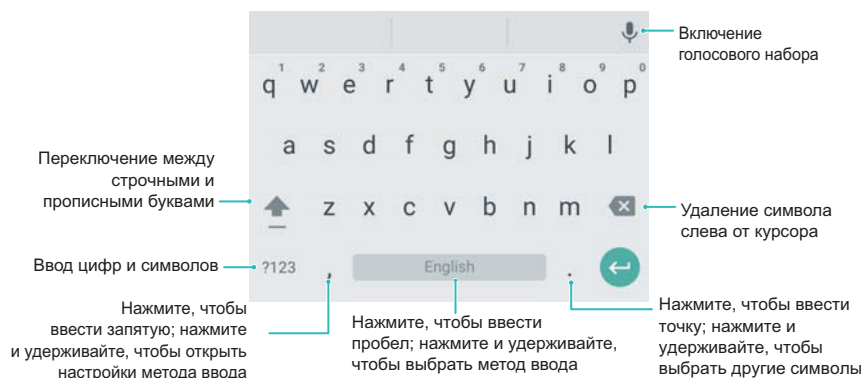 Включение
голосового набора
1 2 3 4 5 6 7 8 9 0
q w e r t y u i o p
a s d f g h j k l
Переключение между
строчными и
прописными буквами
z x c v b n m
Удаление символа
слева от курсора
Ввод цифр и символов
?123 , English .
Нажмите, чтобы
ввести запятую; нажмите
и удерживайте, чтобы открыть
настройки метода ввода
Нажмите, чтобы ввести
пробел; нажмите и удерживайте,
чтобы выбрать метод ввода
Нажмите, чтобы ввести
точку; нажмите и
удерживайте, чтобы
выбрать другие символы